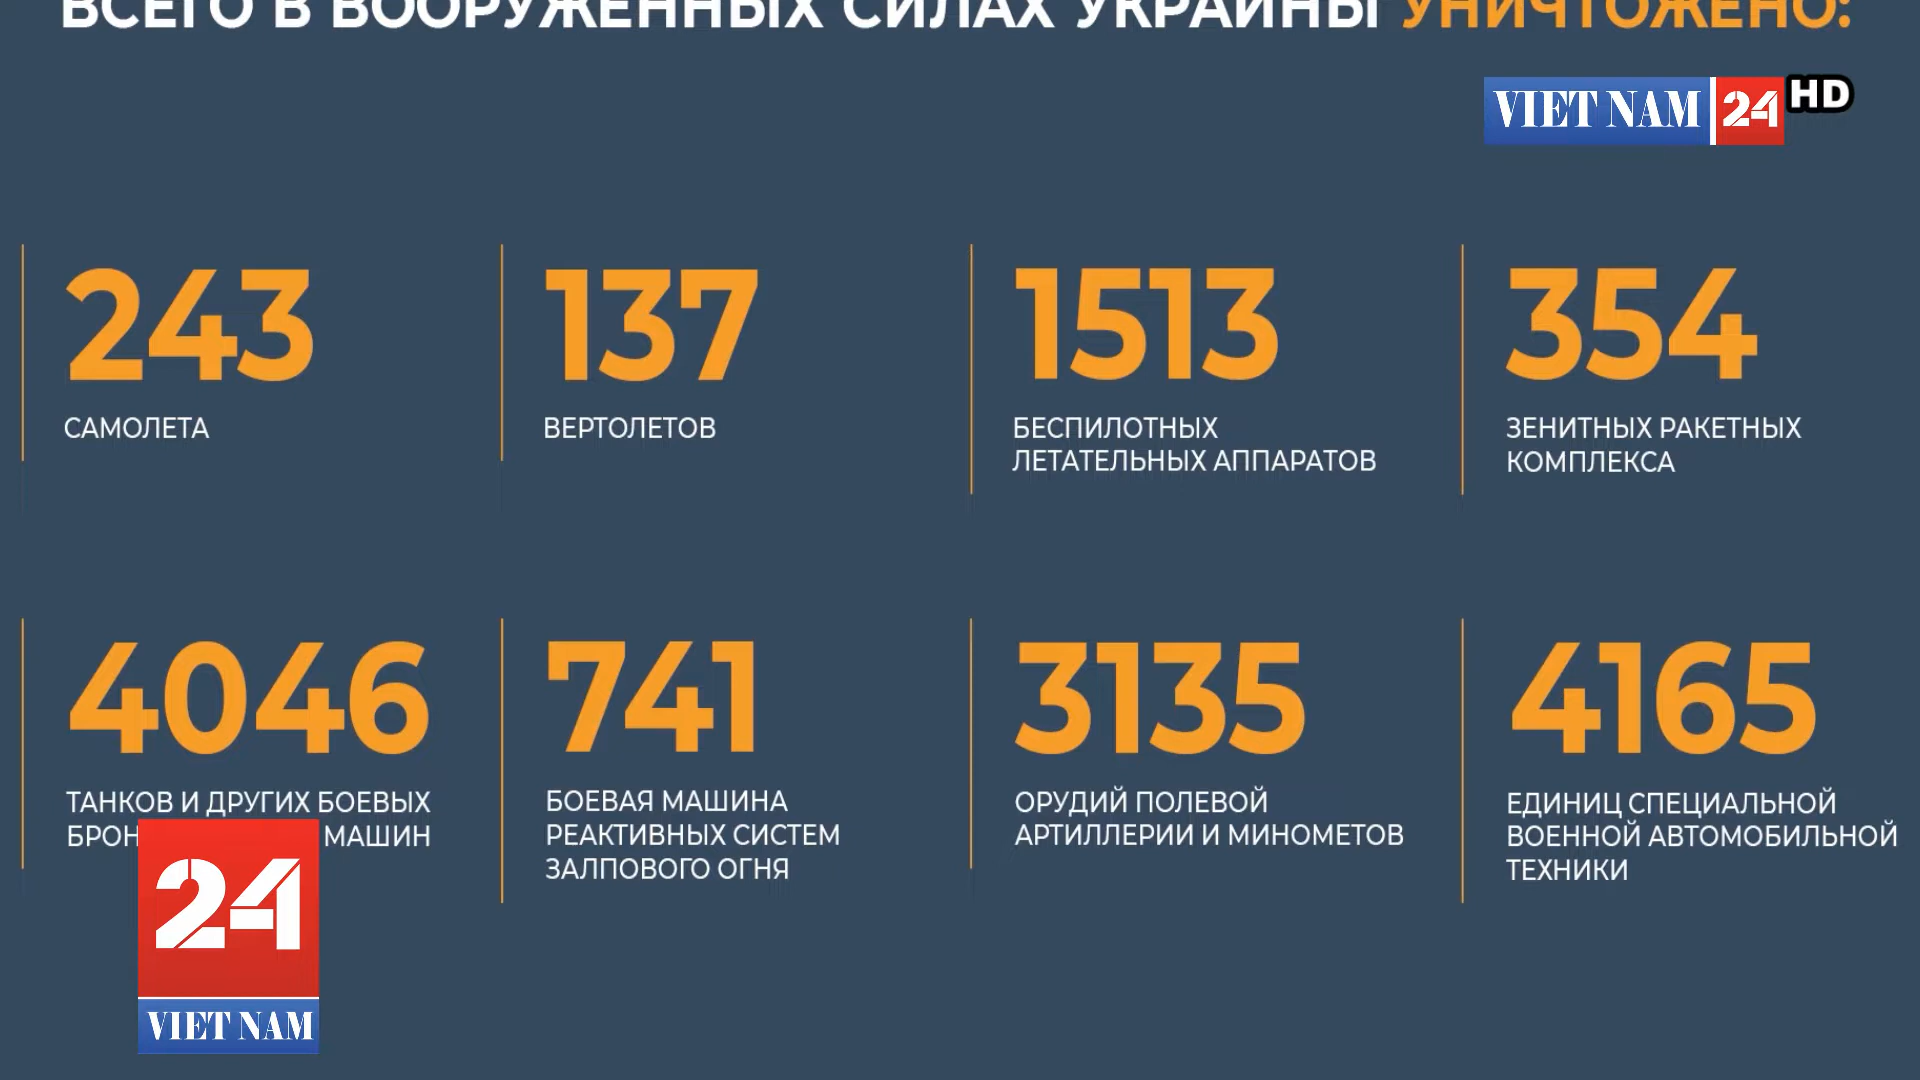 ВСЕГО В ВООРУЖЕННЫХ СИЛАХ УКРАИНЫ УНИЧТОЖЕНО:
VIET NAM 24 HD
243
САМОЛЕТА
137
ВЕРТОЛЕТОВ
1513
БЕСПИЛОТНЫХ
ЛЕТАТЕЛЬНЫХ АППАРАТОВ
354
ЗЕНИТНЫХ РАКЕТНЫХ
КОМПЛЕКСА
4046
ТАНКОВ И ДРУГИХ БОЕВЫХ
БРОН МАШИН
741
БОЕВАЯ МАШИНА
РЕАКТИВНЫХ СИСТЕМ
ЗАЛПОВОГО ОГНЯ
3135
ОРУДИЙ ПОЛЕВОЙ
АРТИЛЛЕРИИ И МИНОМЕТОВ
4165
ЕДИНИЦ СПЕЦИАЛЬНОЙ
ВОЕННОЙ АВТОМОБИЛЬНОЙ
ТЕХНИКИ
24
VIET NAM